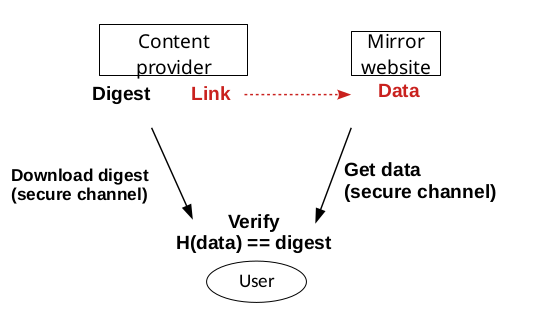 Content
provider
Mirror
website
Digest
Link
Data
Download digest
(secure channel)
Get data
(secure channel)
Verify
H(data) == digest
User